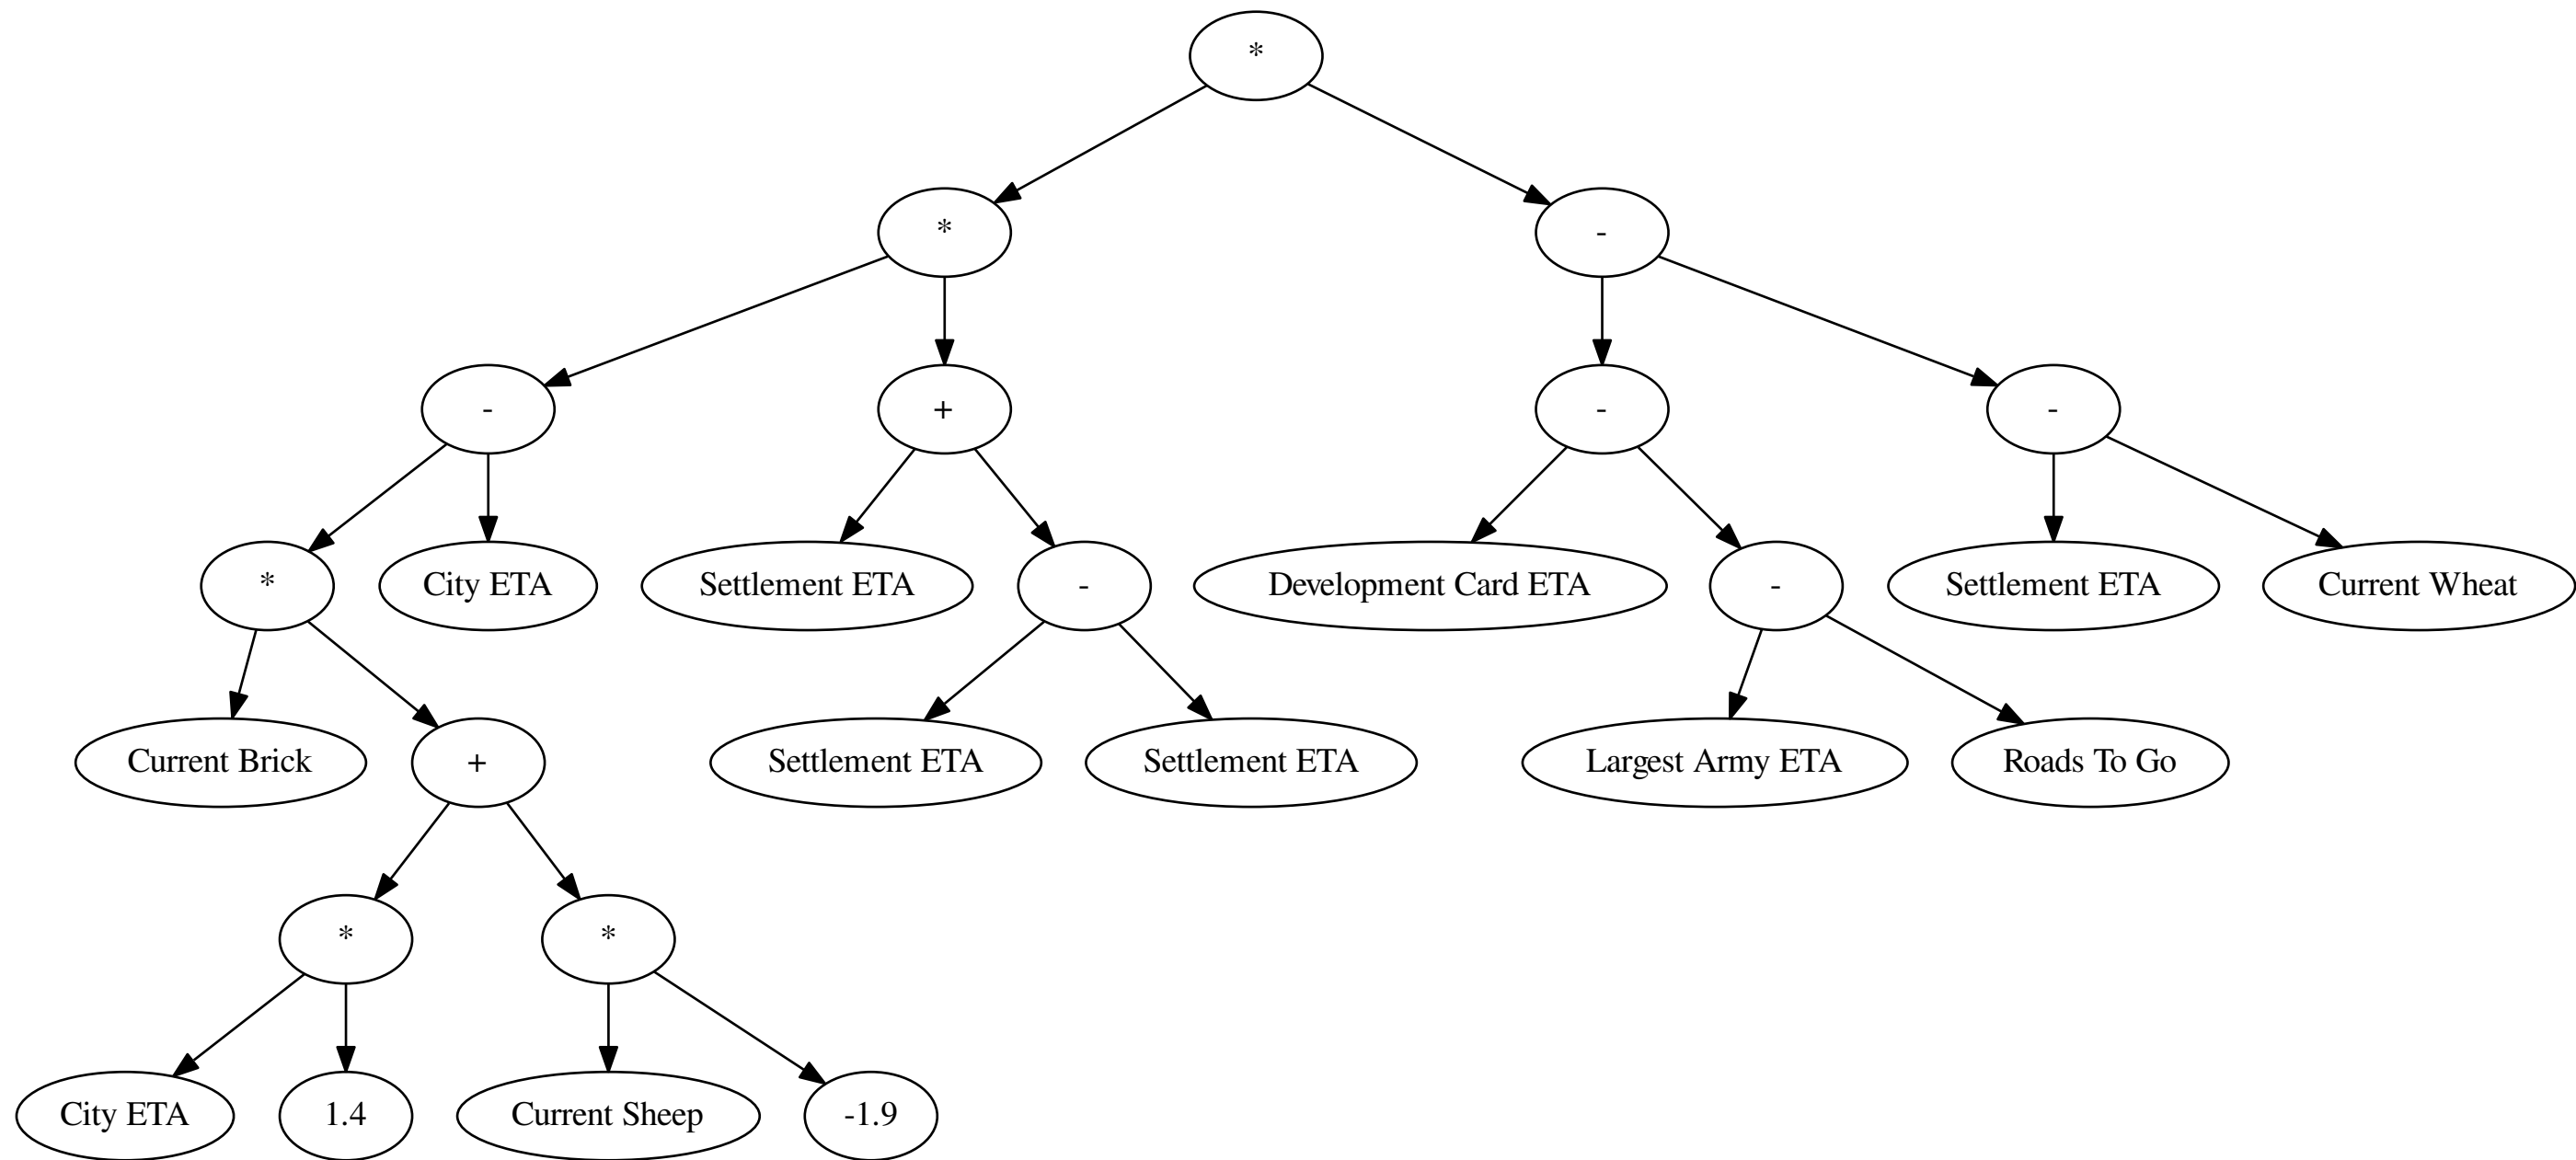 *
*
-
-
+
-
-
*
City ETA
Settlement ETA
-
Development Card ETA
-
Settlement ETA
Current Wheat
Current Brick
+
Settlement ETA
Settlement ETA
Largest Army ETA
Roads To Go
*
*
City ETA
1.4
Current Sheep
-1.9